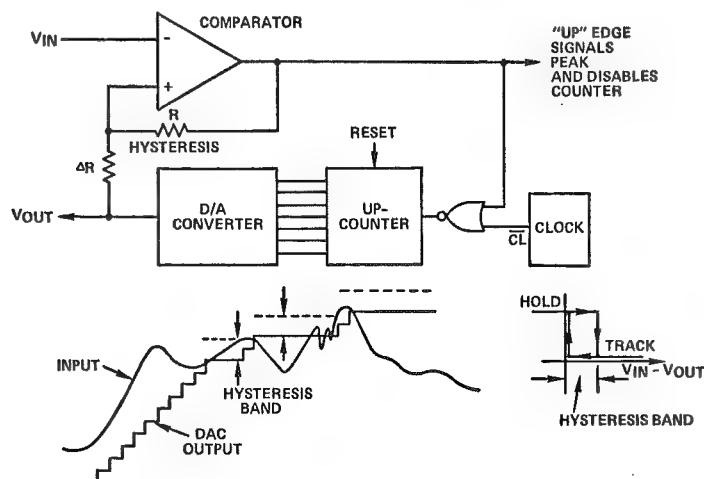 COMPARATOR
VIN
-
+
"UP" EDGE
SIGNALS
PEAK
AND DISABLES
COUNTER
R
HYSTERESIS
ΔR
RESET
VOUT
D/A
CONVERTER
UP-
COUNTER
CL
CLOCK
INPUT
HYSTERESIS
BAND
DAC
OUTPUT
HOLD
TRACK
VIN - VOUT
HYSTERESIS BAND